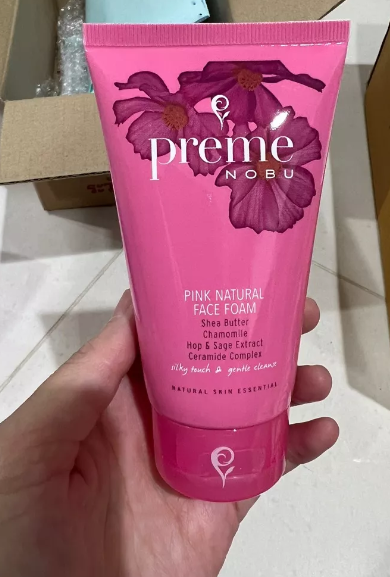 preme
NOBU
PINK NATURAL
FACE FOAM
Shea Butter
Chamomile
Hop & Sage Extract
Ceramide Complex
silky touch & gentle cleanse
NATURAL SKIN ESSENTIAL